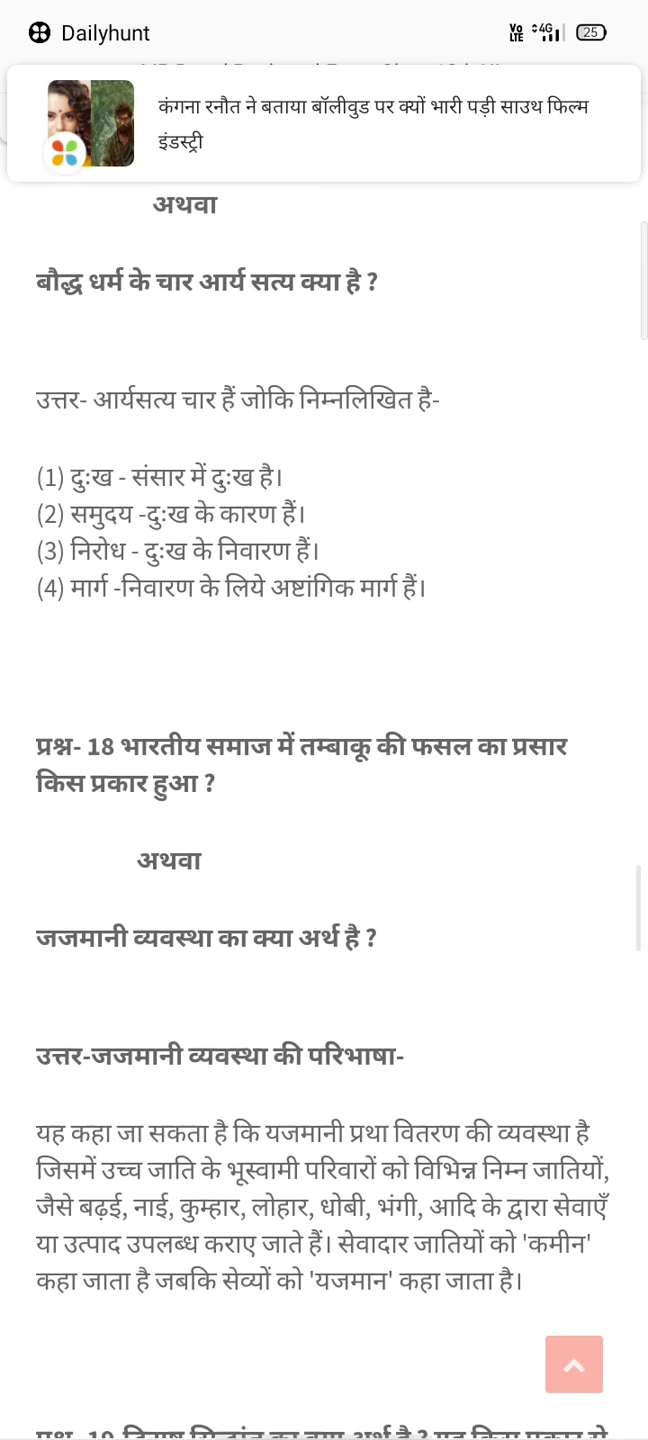 Dailyhunt
Vo LTE 4G 25
कंगना रनौत ने बताया बॉलीवुड पर क्यों भारी पड़ी साउथ फिल्म
इंडस्ट्री
अथवा
बौद्ध धर्म के चार आर्य सत्य क्या है ?
उत्तर- आर्यसत्य चार हैं जोकि निम्नलिखित है-
(1) दुःख - संसार में दुःख है।
(2) समुदय -दुःख के कारण हैं।
(3) निरोध - दुःख के निवारण हैं।
(4) मार्ग -निवारण के लिये अष्टांगिक मार्ग हैं।
प्रश्न- 18 भारतीय समाज में तम्बाकू की फसल का प्रसार
किस प्रकार हुआ ?
अथवा
जजमानी व्यवस्था का क्या अर्थ है ?
उत्तर-जजमानी व्यवस्था की परिभाषा-
यह कहा जा सकता है कि यजमानी प्रथा वितरण की व्यवस्था है
जिसमें उच्च जाति के भूस्वामी परिवारों को विभिन्न निम्न जातियों,
जैसे बढ़ई, नाई, कुम्हार, लोहार, धोबी, भंगी, आदि के द्वारा सेवाएँ
या उत्पाद उपलब्ध कराए जाते हैं। सेवादार जातियों को 'कमीन'
कहा जाता है जबकि सेव्यों को 'यजमान' कहा जाता है।